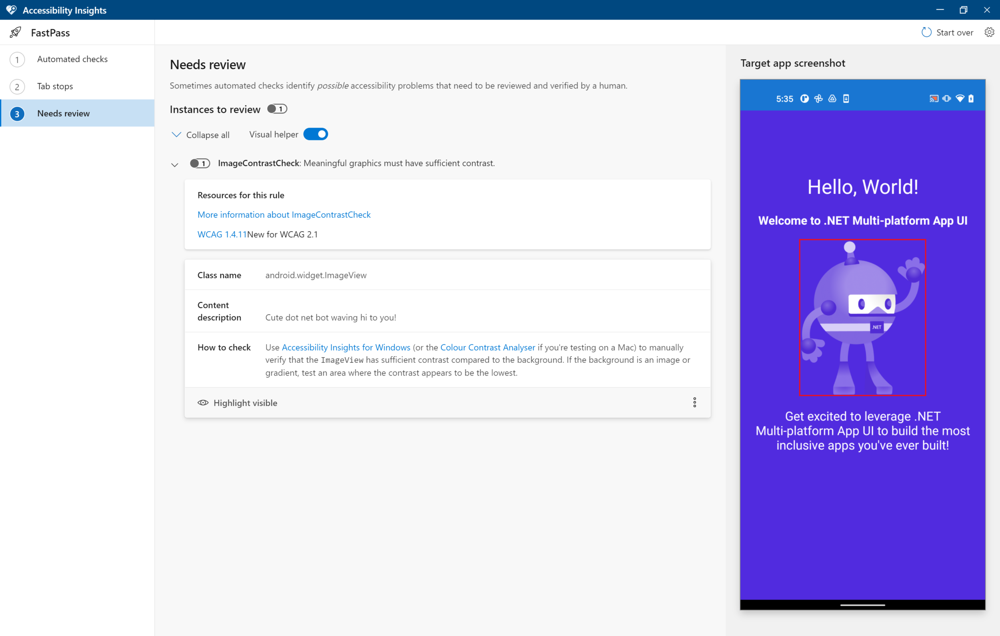 Accessibility Insights
FastPass
Start over
1 Automated checks
2 Tab stops
3 Needs review
Needs review
Sometimes automated checks identify possible accessibility problems that need to be reviewed and verified by a human.
Instances to review 1
Collapse all Visual helper
1 ImageContrastCheck: Meaningful graphics must have sufficient contrast.
Resources for this rule
More information about ImageContrastCheck
WCAG 1.4.11New for WCAG 2.1
Class name android.widget.ImageView
Content
description Cute dot net bot waving hi to you!
How to check Use Accessibility Insights for Windows (or the Colour Contrast Analyser if you're testing on a Mac) to manually
verify that the ImageView has sufficient contrast compared to the background. If the background is an image or
gradient, test an area where the contrast appears to be the lowest.
Highlight visible
Target app screenshot
5:35
Hello, World!
Welcome to .NET Multi-platform App UI
.NET
Get excited to leverage .NET
Multi-platform App UI to build the most
inclusive apps you've ever built!